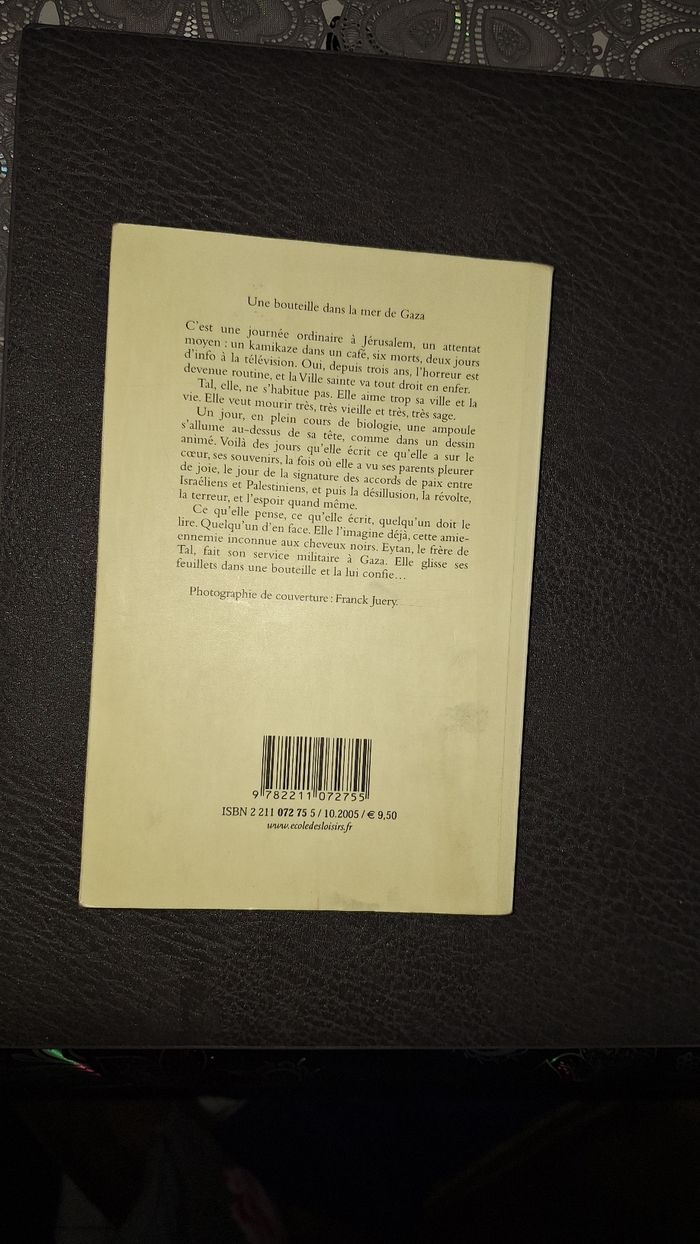 Une bouteille dans la mer de Gaza
C'est une journée ordinaire à Jérusalem, un attentat
moyen : un kamikaze dans un café, six morts, deux jours
d'info à la télévision. Oui, depuis trois ans, l'horreur est
devenue routine, et la Ville sainte va tout droit en enfer.
Tal, elle, ne s'habitue pas. Elle aime trop sa ville et la
vie. Elle veut mourir très, très vieille et très, très sage.
Un jour, en plein cours de biologie, une ampoule
s'allume au-dessus de sa tête, comme dans un dessin
animé. Voilà des jours qu'elle écrit ce qu'elle a sur le
cœur, ses souvenirs, la fois où elle a vu ses parents pleurer
de joie, le jour de la signature des accords de paix entre
Israéliens et Palestiniens, et puis la désillusion, la révolte,
la terreur, et l'espoir quand même.
Ce qu'elle pense, ce qu'elle écrit, quelqu'un doit le
lire. Quelqu'un d'en face. Elle l'imagine déjà, cette amie-
ennemie inconnue aux cheveux noirs. Eytan, le frère de
Tal, fait son service militaire à Gaza. Elle glisse ses
feuillets dans une bouteille et la lui confie…
Photographie de couverture : Franck Juery.
9 782211 072755
ISBN 2 211 072 75 5 / 10.2005 / € 9,50
www.ecoledesloisirs.fr